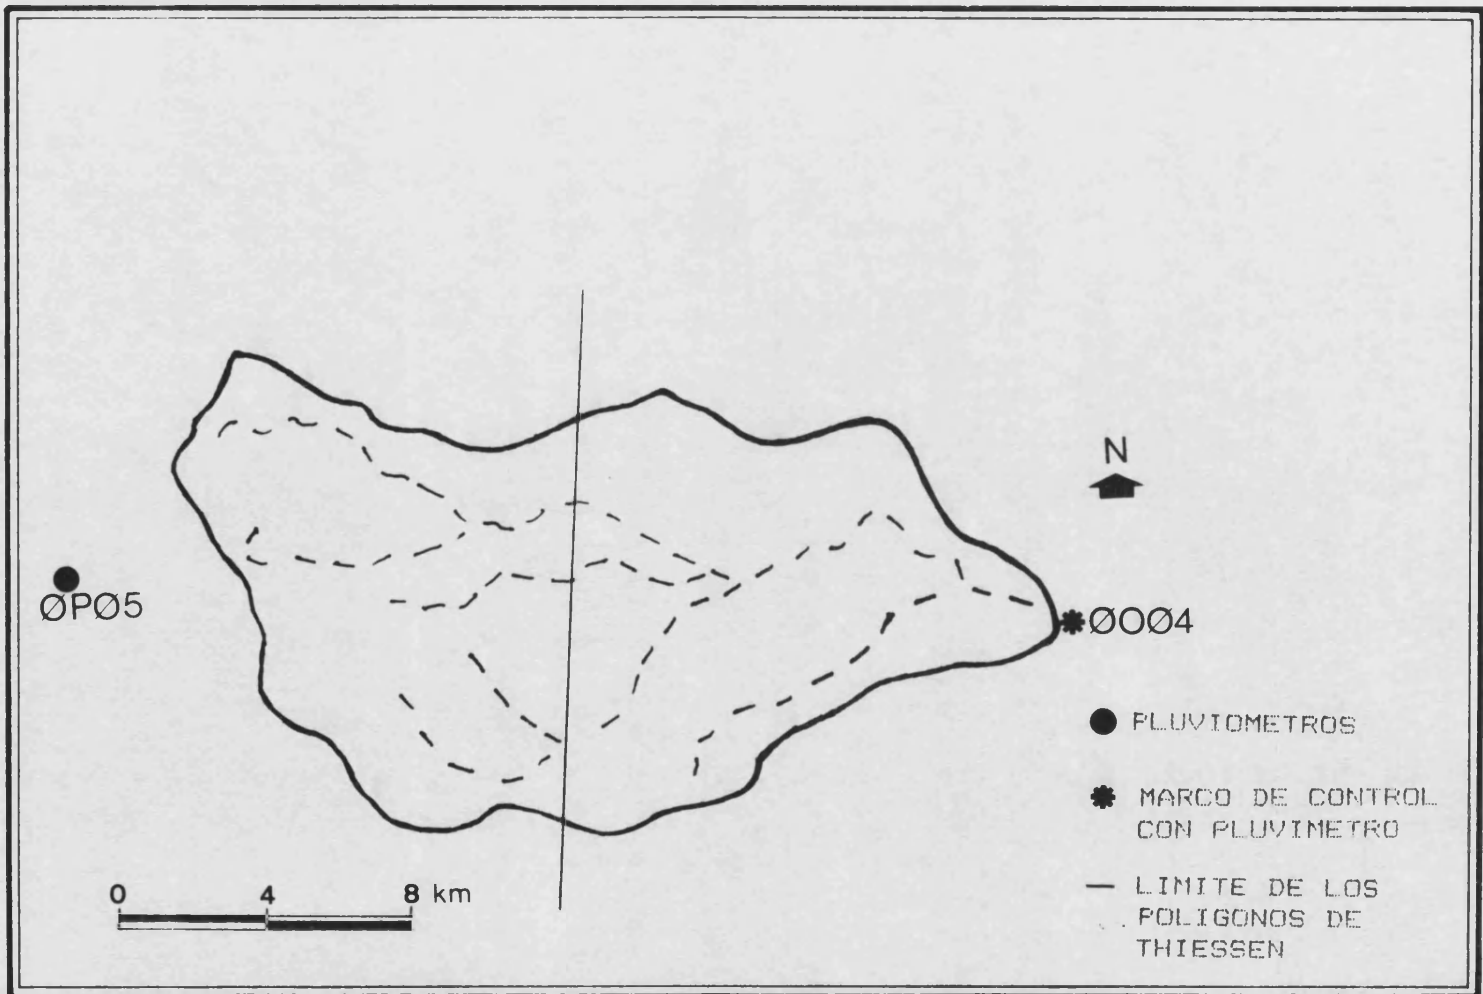 N
ØPØ5
ØOØ4
PLUVIOMETROS
MARCO DE CONTROL
CON PLUVIMETRO
LIMITE DE LOS
POLIGONOS DE
THIESSEN
0 4 8 km